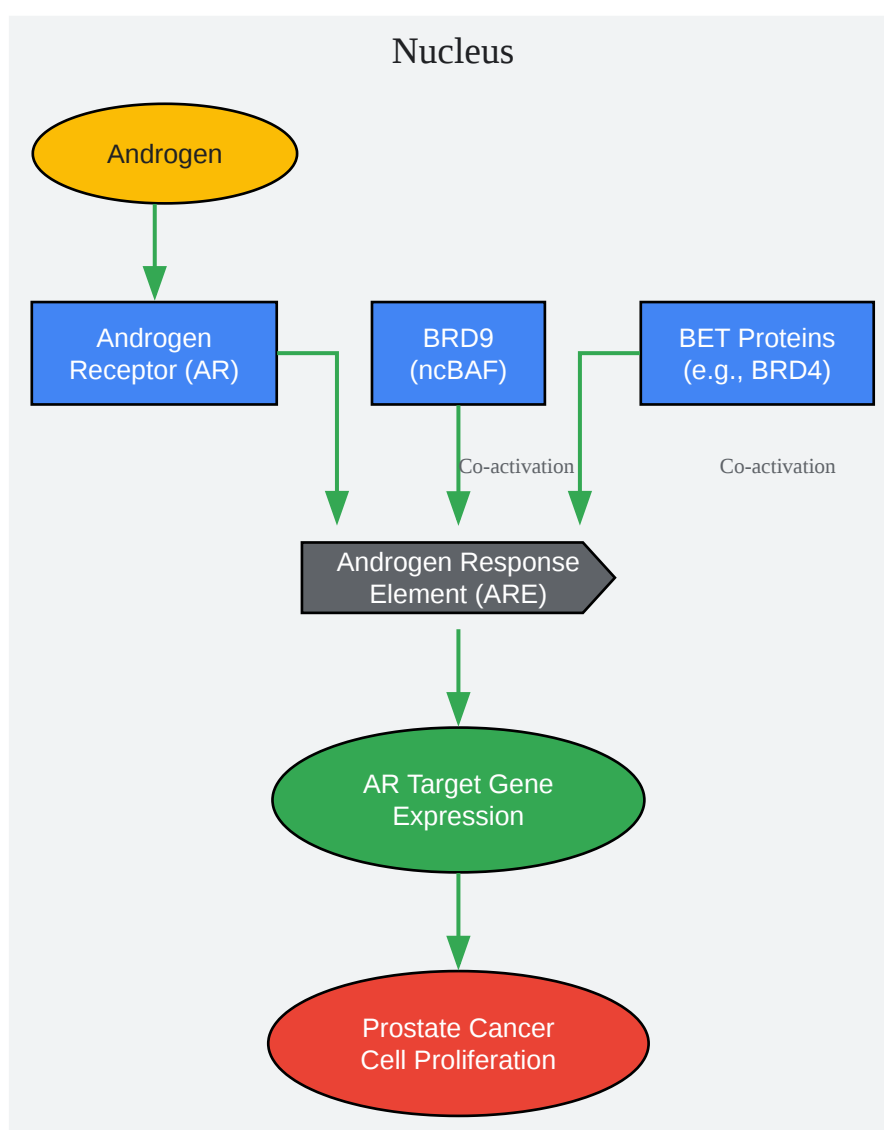 Nucleus
Androgen
Androgen
Receptor (AR)
BRD9
(ncBAF)
BET Proteins
(e.g., BRD4)
Co-activation
Co-activation
Androgen Response
Element (ARE)
AR Target Gene
Expression
Prostate Cancer
Cell Proliferation